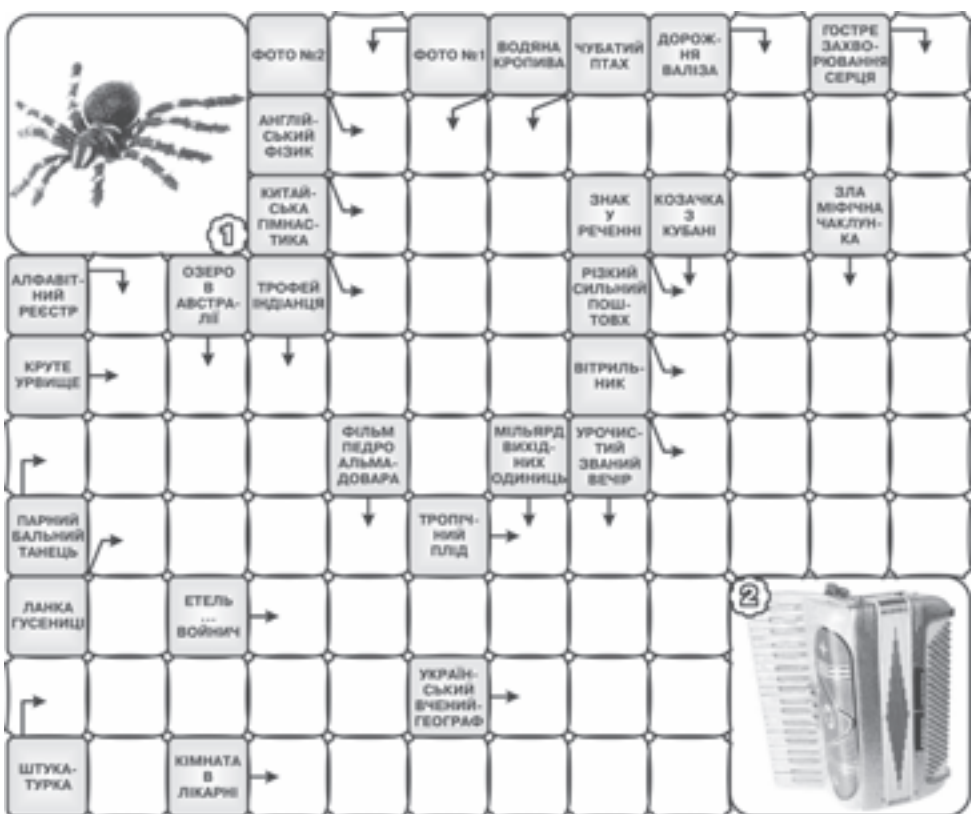 ФОТО №2
ФОТО №1
ВОДЯНА
КРОПИВА
ЧУБАТИЙ
ПТАХ
ДОРОЖ-
НЯ
ВАЛІЗА
ГОСТРЕ
ЗАХВО-
РЮВАННЯ
СЕРЦЯ
АНГЛІЙ-
СЬКИЙ
ФІЗИК
1
КИТАЙ-
СЬКА
ГІМНАС-
ТИКА
ЗНАК
У
РЕЧЕННІ
КОЗАЧКА
З
КУБАНІ
ЗЛА
МІФІЧНА
ЧАКЛУН-
КА
АЛФАВІТ-
НИЙ
РЕЄСТР
ОЗЕРО
В
АВСТРА-
ЛІЇ
ТРОФЕЙ
ІНДІАНЦЯ
РІЗКИЙ
СИЛЬНИЙ
ПОШ-
ТОВХ
КРУТЕ
УРВИЩЕ
ВІТРИЛЬ-
НИК
ФІЛЬМ
ПЕДРО
АЛЬМА-
ДОВАРА
МІЛЬЯРД
ВИХІД-
НИХ
ОДИНИЦЬ
УРОЧИС-
ТИЙ
ЗВАНИЙ
ВЕЧІР
ПАРНИЙ
БАЛЬНИЙ
ТАНЕЦЬ
ТРОПІЧ-
НИЙ
ПЛІД
ЛАНКА
ГУСЕНИЦІ
ЕТЕЛЬ
...
ВОЙНИЧ
2
УКРАЇН-
СЬКИЙ
ВЧЕНИЙ-
ГЕОГРАФ
ШТУКА-
ТУРКА
КІМНАТА
В
ЛІКАРНІ